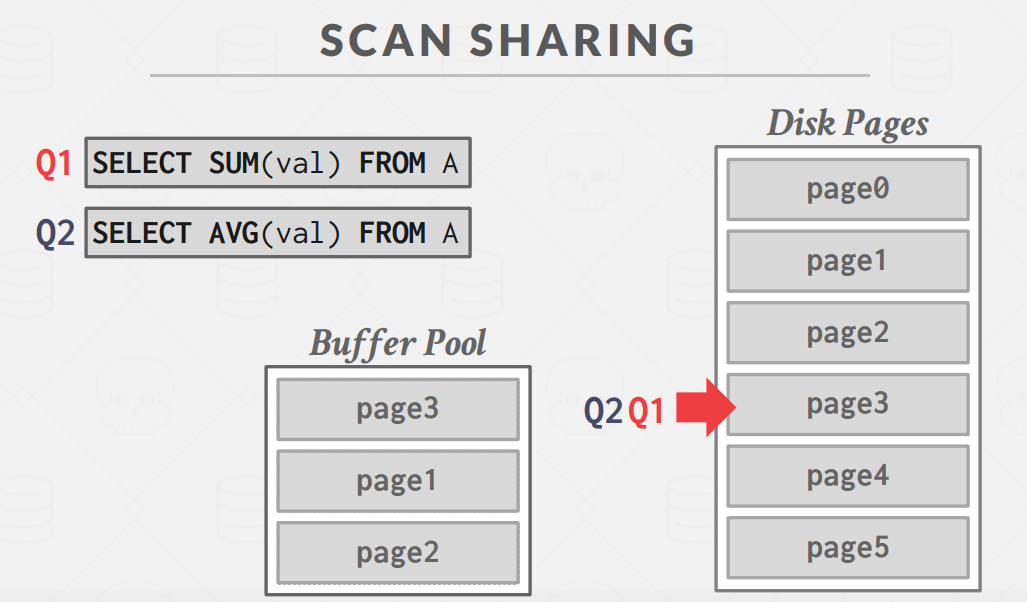 SCAN SHARING
Q1 SELECT SUM(val) FROM A
Q2 SELECT AVG(val) FROM A
Buffer Pool
page3
page1
page2
Q2 Q1
Disk Pages
page0
page1
page2
page3
page4
page5